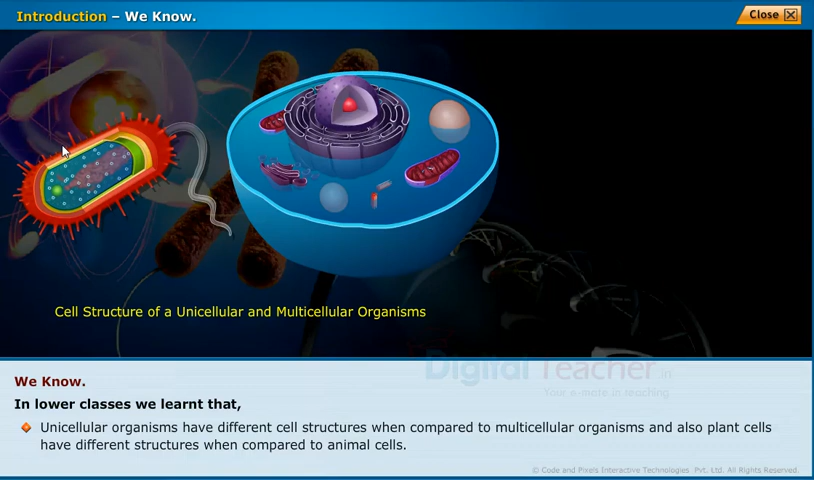 Introduction – We Know.
Close
Cell Structure of a Unicellular and Multicellular Organisms
Digital Teacher.in
Your e-mate in teaching
We Know.
In lower classes we learnt that,
Unicellular organisms have different cell structures when compared to multicellular organisms and also plant cells
have different structures when compared to animal cells.
© Code and Pixels Interactive Technologies. Pvt. Ltd. All Rights Reserved.